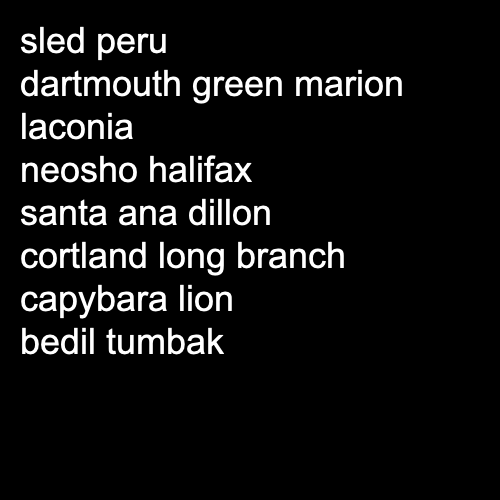 sled peru
dartmouth green marion
laconia
neosho halifax
santa ana dillon
cortland long branch
capybara lion
bedil tumbak